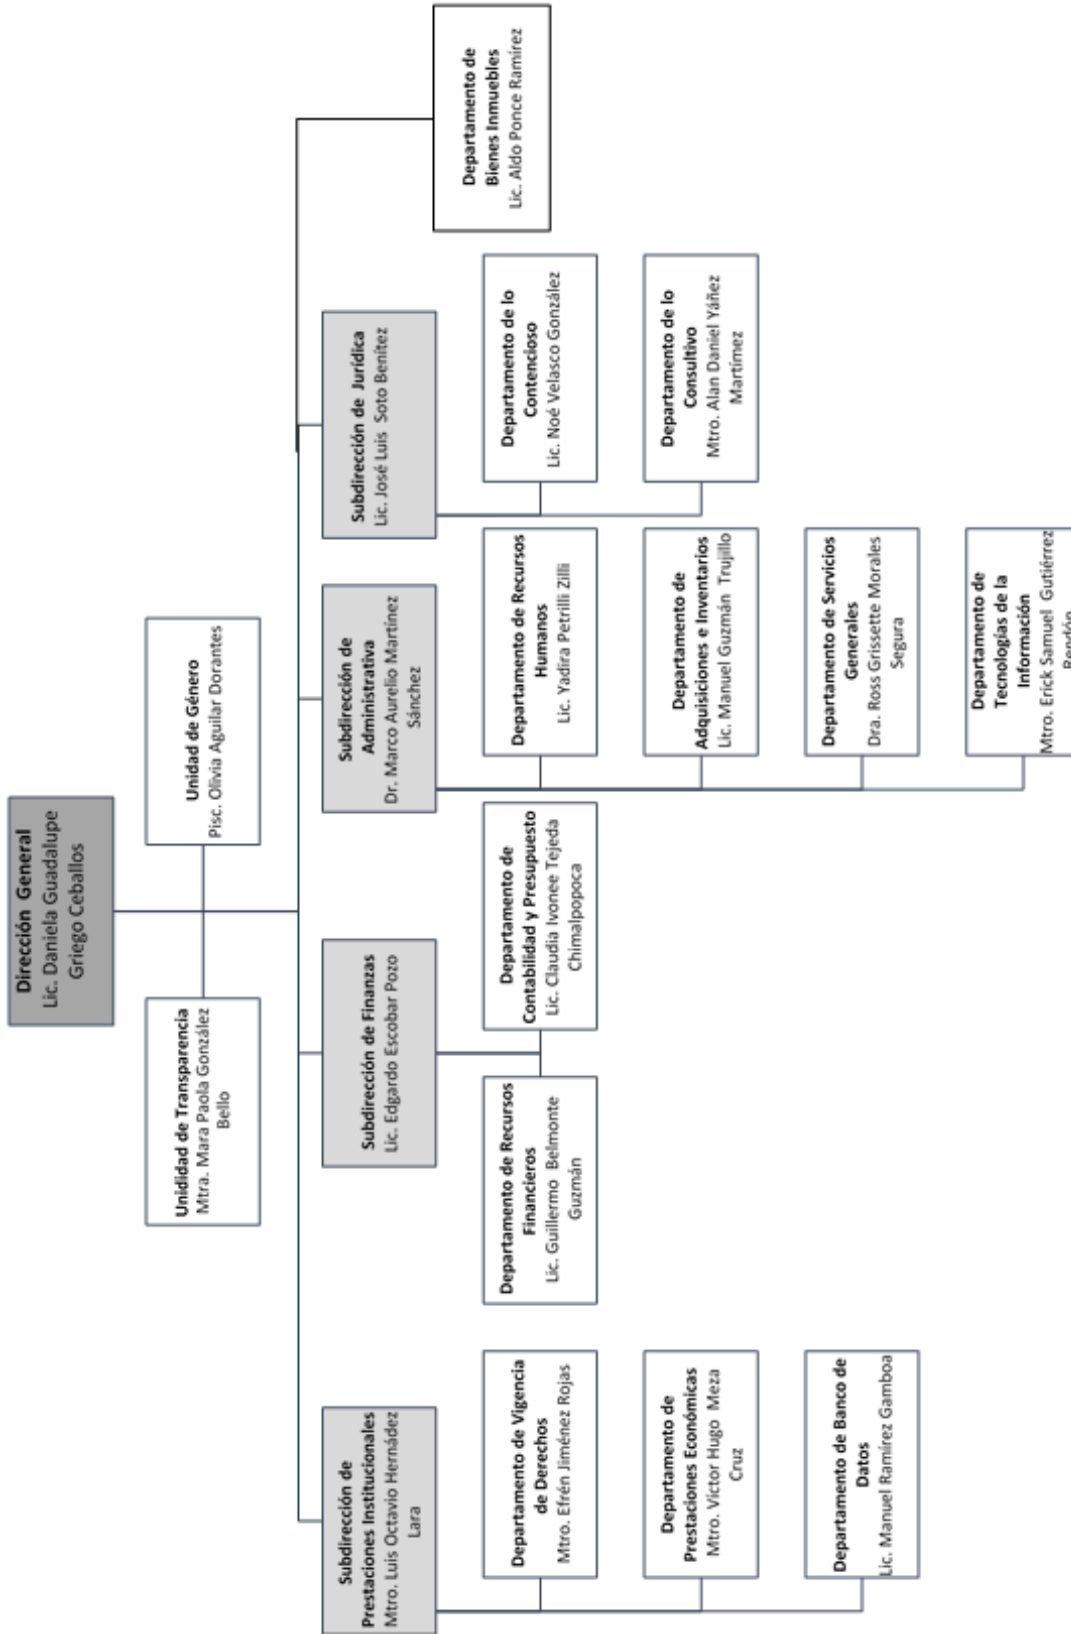 Dirección  General
Lic. Daniela Guadalupe
Griego Ceballos
Unididad de Transparencia
Mtra. Mara Paola González
Bello
Unidad de Género
Pisc. Olivia Aguilar Dorantes
Subdirección de
Prestaciones Institucionales
Mtro. Luis Octavio Hernádez
Lara
Subdirección de Finanzas
Lic. Edgardo Escobar Pozo
Subdirección de
Administrativa
Dr. Marco Aurelio Martínez
Sánchez
Subdirección de  Jurídica
Lic. José Luis  Soto Benítez
Departamento de
Bienes Inmuebles
Lic. Aldo Ponce Ramírez
Departamento de Vigencia
de Derechos
Mtro. Efrén Jiménez Rojas
Departamento de
Prestaciones Económicas
Mtro. Victor Hugo  Meza
Cruz
Departamento de Banco de
Datos
Lic. Manuel Ramírez Gamboa
Departamento de Recursos
Financieros
Lic. Guillermo  Belmonte
Guzmán
Departamento de
Contabilidad y Presupuesto
Lic. Claudia Ivonee Tejeda
Chimalpopoca
Departamento de Recursos
Humanos
Lic. Yadira Petrilli Zilli
Departamento de
Adquisiciones e Inventarios
Lic. Manuel Guzmán  Trujillo
Departamento de Servicios
Generales
Dra. Ross Grissette Morales
Segura
Departamento de
Tecnologías de la
Información
Mtro. Erick Samuel  Gutiérrez
Rendón
Departamento de lo
Contencioso
Lic. Noé Velasco González
Departamento de lo
Consultivo
Mtro. Alan Daniel Yáñez
Martímez